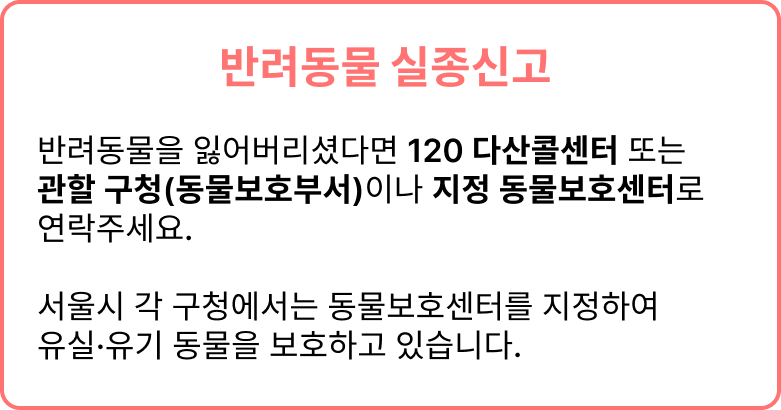 반려동물 실종신고
반려동물을 잃어버리셨다면 120 다산콜센터 또는
관할 구청(동물보호부서)이나 지정 동물보호센터로
연락주세요.
서울시 각 구청에서는 동물보호센터를 지정하여
유실·유기 동물을 보호하고 있습니다.